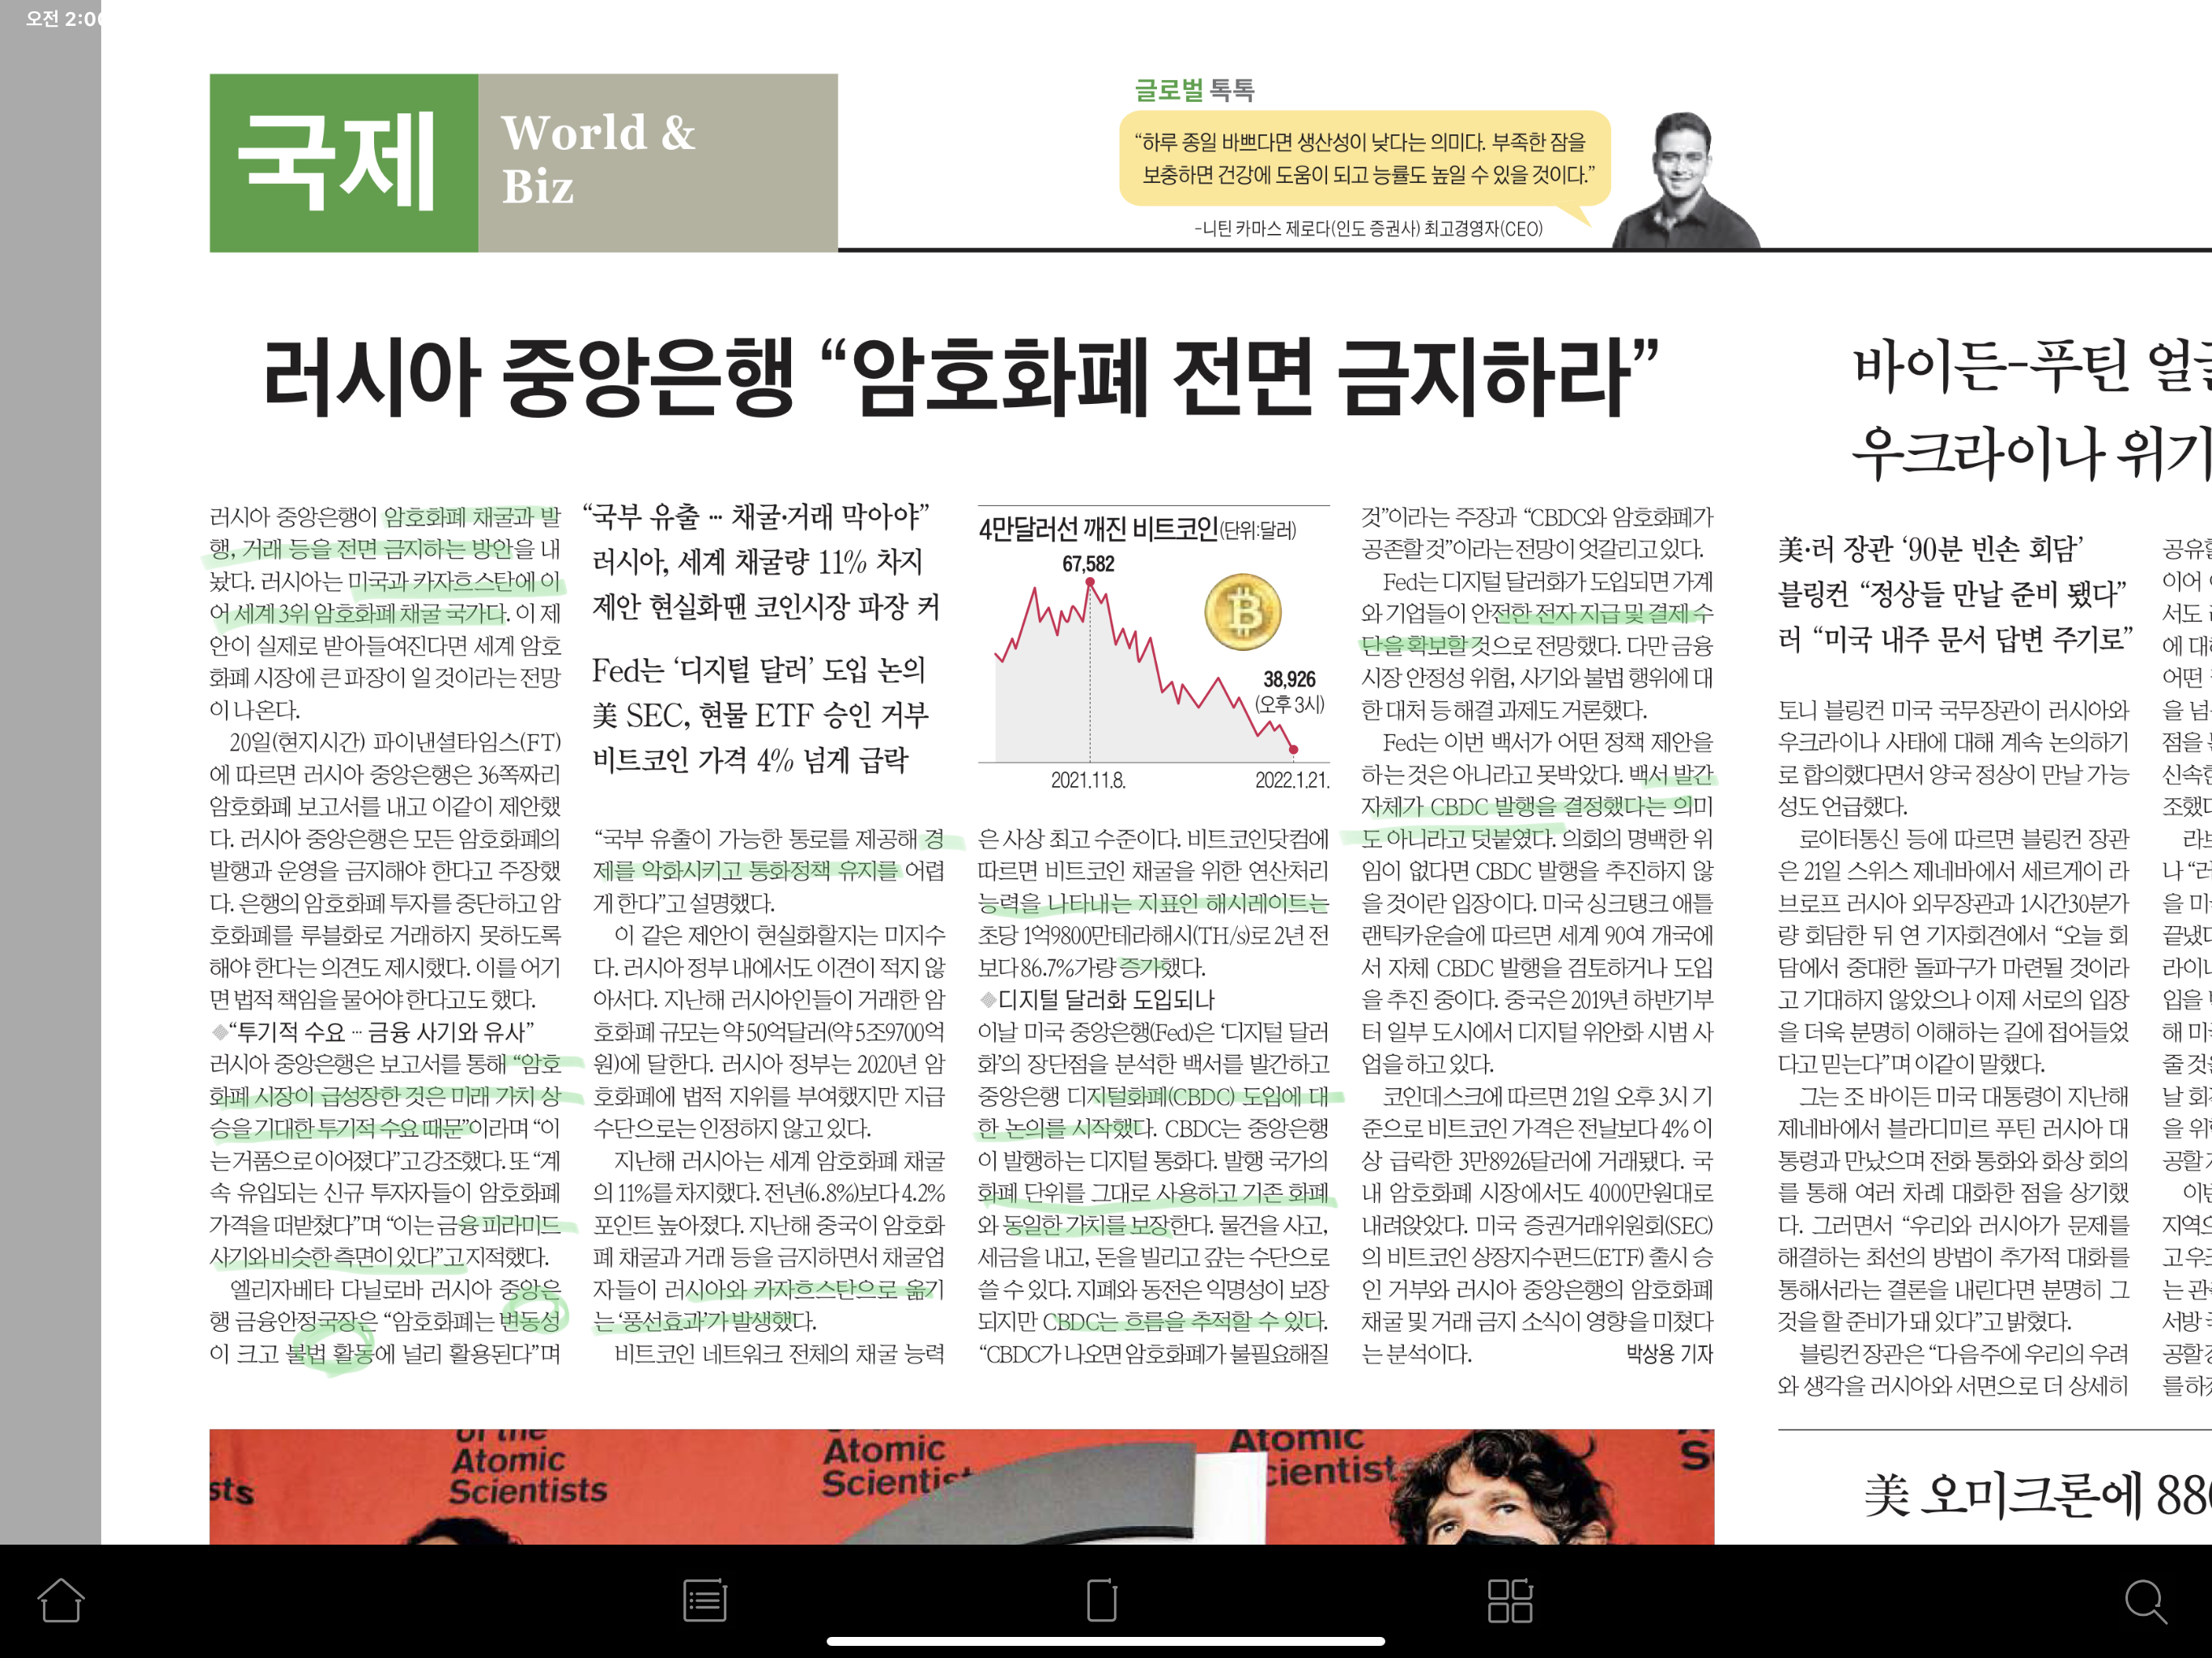 오전 2:0
국제
World &
Biz
글로벌 톡톡
“하루 종일 바쁘다면 생산성이 낮다는 의미다. 부족한 잠을
보충하면 건강에 도움이 되고 능률도 높일 수 있을 것이다.”
-니틴 카마스 제로다(인도 증권사) 최고경영자(CEO)
러시아 중앙은행 “암호화폐 전면 금지하라”
러시아 중앙은행이 암호화폐 채굴과 발
행, 거래 등을 전면 금지하는 방안을 내
놨다. 러시아는 미국과 카자흐스탄에 이
어 세계 3위 암호화폐 채굴 국가다. 이 제
안이 실제로 받아들여진다면 세계 암호
화폐 시장에 큰 파장이 일 것이라는 전망
이 나온다.
20일(현지시간) 파이낸셜타임스(FT)
에 따르면 러시아 중앙은행은 36쪽짜리
암호화폐 보고서를 내고 이같이 제안했
다. 러시아 중앙은행은 모든 암호화폐의
발행과 운영을 금지해야 한다고 주장했
다. 은행의 암호화폐 투자를 중단하고 암
호화폐를 루블화로 거래하지 못하도록
해야 한다는 의견도 제시했다. 이를 어기
면 법적 책임을 물어야 한다고도 했다.
◆“투기적 수요 … 금융 사기와 유사”
러시아 중앙은행은 보고서를 통해 “암호
화폐 시장이 급성장한 것은 미래 가치 상
승을 기대한 투기적 수요 때문”이라며 “이
는 거품으로 이어졌다”고 강조했다. 또 “계
속 유입되는 신규 투자자들이 암호화폐
가격을 떠받쳤다”며 “이는 금융 피라미드
사기와 비슷한 측면이 있다”고 지적했다.
엘리자베타 다닐로바 러시아 중앙은
행 금융안정국장은 “암호화폐는 변동성
이 크고 불법 활동에 널리 활용된다”며
“국부 유출 … 채굴·거래 막아야”
러시아, 세계 채굴량 11% 차지
제안 현실화땐 코인시장 파장 커
Fed는 ‘디지털 달러’ 도입 논의
美 SEC, 현물 ETF 승인 거부
비트코인 가격 4% 넘게 급락
“국부 유출이 가능한 통로를 제공해 경
제를 악화시키고 통화정책 유지를 어렵
게 한다”고 설명했다.
이 같은 제안이 현실화할지는 미지수
다. 러시아 정부 내에서도 이견이 적지 않
아서다. 지난해 러시아인들이 거래한 암
호화폐 규모는 약 50억달러(약 5조9700억
원)에 달한다. 러시아 정부는 2020년 암
호화폐에 법적 지위를 부여했지만 지급
수단으로는 인정하지 않고 있다.
지난해 러시아는 세계 암호화폐 채굴
의 11%를 차지했다. 전년(6.8%)보다 4.2%
포인트 높아졌다. 지난해 중국이 암호화
폐 채굴과 거래 등을 금지하면서 채굴업
자들이 러시아와 카자흐스탄으로 옮기
는 ‘풍선효과’가 발생했다.
비트코인 네트워크 전체의 채굴 능력
4만달러선 깨진 비트코인(단위:달러)
67,582
38,926
(오후 3시)
2021.11.8.
2022.1.21.
은 사상 최고 수준이다. 비트코인닷컴에
따르면 비트코인 채굴을 위한 연산처리
능력을 나타내는 지표인 해시레이트는
초당 1억9800만테라해시(TH/s)로 2년 전
보다 86.7%가량 증가했다.
◆디지털 달러화 도입되나
이날 미국 중앙은행(Fed)은 ‘디지털 달러
화’의 장단점을 분석한 백서를 발간하고
중앙은행 디지털화폐(CBDC) 도입에 대
한 논의를 시작했다. CBDC는 중앙은행
이 발행하는 디지털 통화다. 발행 국가의
화폐 단위를 그대로 사용하고 기존 화폐
와 동일한 가치를 보장한다. 물건을 사고,
세금을 내고, 돈을 빌리고 갚는 수단으로
쓸 수 있다. 지폐와 동전은 익명성이 보장
되지만 CBDC는 흐름을 추적할 수 있다.
“CBDC가 나오면 암호화폐가 불필요해질
것”이라는 주장과 “CBDC와 암호화폐가
공존할 것”이라는 전망이 엇갈리고 있다.
Fed는 디지털 달러화가 도입되면 가계
와 기업들이 안전한 전자 지급 및 결제 수
단을 확보할 것으로 전망했다. 다만 금융
시장 안정성 위험, 사기와 불법 행위에 대
한 대처 등 해결 과제도 거론했다.
Fed는 이번 백서가 어떤 정책 제안을
하는 것은 아니라고 못박았다. 백서 발간
자체가 CBDC 발행을 결정했다는 의미
도 아니라고 덧붙였다. 의회의 명백한 위
임이 없다면 CBDC 발행을 추진하지 않
을 것이란 입장이다. 미국 싱크탱크 애틀
랜틱카운슬에 따르면 세계 90여 개국에
서 자체 CBDC 발행을 검토하거나 도입
을 추진 중이다. 중국은 2019년 하반기부
터 일부 도시에서 디지털 위안화 시범 사
업을 하고 있다.
코인데스크에 따르면 21일 오후 3시 기
준으로 비트코인 가격은 전날보다 4% 이
상 급락한 3만8926달러에 거래됐다. 국
내 암호화폐 시장에서도 4000만원대로
내려앉았다. 미국 증권거래위원회(SEC)
의 비트코인 상장지수펀드(ETF) 출시 승
인 거부와 러시아 중앙은행의 암호화폐
채굴 및 거래 금지 소식이 영향을 미쳤다
는 분석이다. 박상용 기자
바이든-푸틴
우크라이나 위기
美·러 장관 ‘90분 빈손 회담’
블링컨 “정상들 만날 준비 됐다”
러 “미국 내주 문서 답변 주기로”
토니 블링컨 미국 국무장관이 러시아와
우크라이나 사태에 대해 계속 논의하기
로 합의했다면서 양국 정상이 만날 가능
성도 언급했다.
로이터통신 등에 따르면 블링컨 장관
은 21일 스위스 제네바에서 세르게이 라
브로프 러시아 외무장관과 1시간30분가
량 회담한 뒤 연 기자회견에서 “오늘 회
담에서 중대한 돌파구가 마련될 것이라
고 기대하지 않았으나 이제 서로의 입장
을 더욱 분명히 이해하는 길에 접어들었
다고 믿는다”며 이같이 말했다.
그는 조 바이든 미국 대통령이 지난해
제네바에서 블라디미르 푸틴 러시아 대
통령과 만났으며 전화 통화와 화상 회의
를 통해 여러 차례 대화한 점을 상기했
다. 그러면서 “우리와 러시아가 문제를
해결하는 최선의 방법이 추가적 대화를
통해서라는 결론을 내린다면 분명히 그
것을 할 준비가 돼 있다”고 밝혔다.
블링컨 장관은 “다음주에 우리의 우려
와 생각을 러시아와 서면으로 더 상세히
이어
서도
에 대
어떤
을 넘
점을
신속한
조했다
나 “러
을 미
끝냈다
라이나
입을
해 미
줄 것은
날 회
을 위
공할
이번
지역
고 우크
는 관
서방
공할
를 하
美 오미크론에 88
of the
Atomic
Scientists
Atomic
Scientist
Atomic
cientist
sts
S